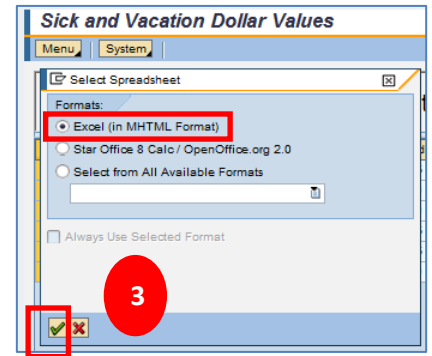 Sick and Vacation Dollar Values
Menu System
Select Spreadsheet
Formats:
Excel (in MHTML Format)
Star Office 8 Calc / OpenOffice.org 2.0
Select from All Available Formats
Always Use Selected Format
3